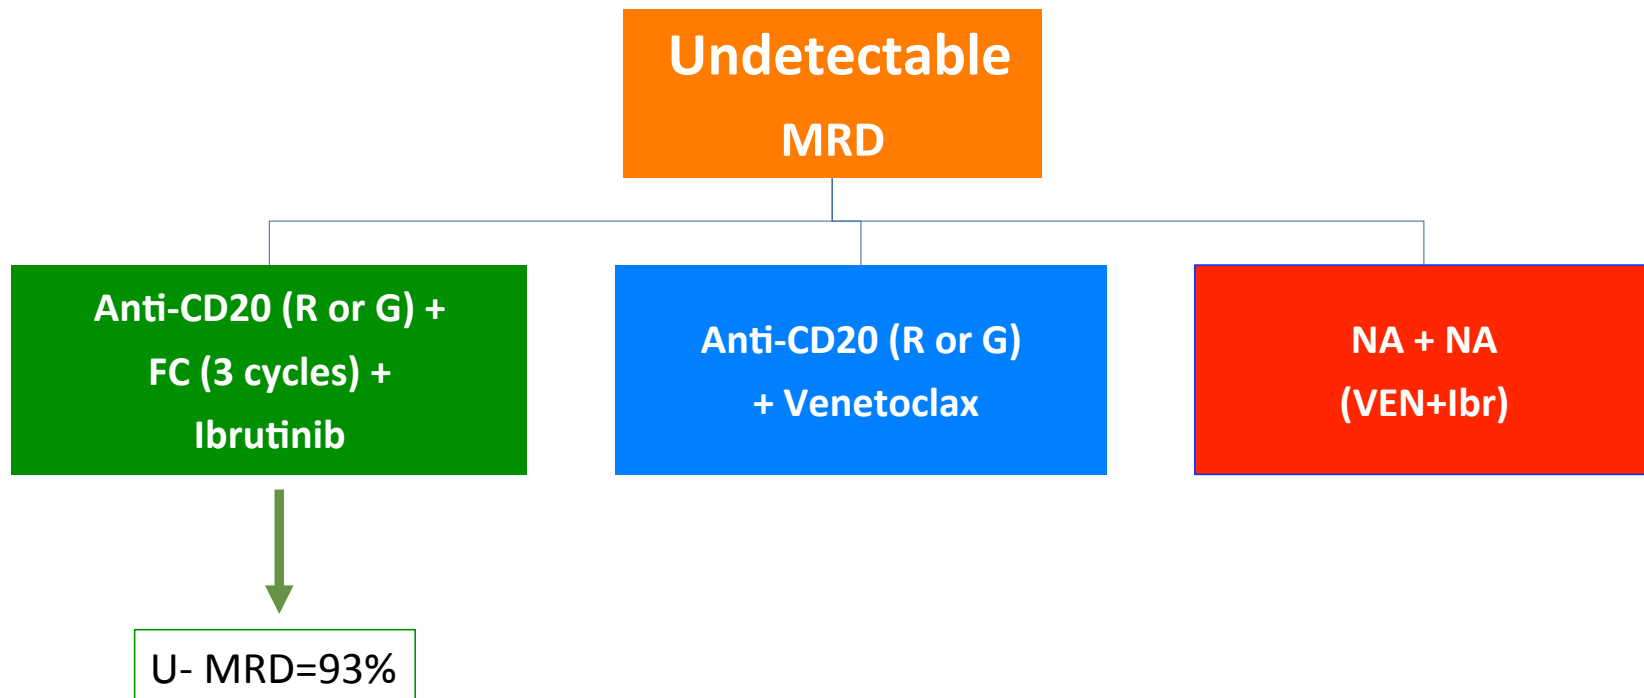 Undetectable
MRD
Anti-CD20 (R or G) +
FC (3 cycles) +
Ibrutinib
Anti-CD20 (R or G)
+ Venetoclax
NA + NA
(VEN+Ibr)
U- MRD=93%